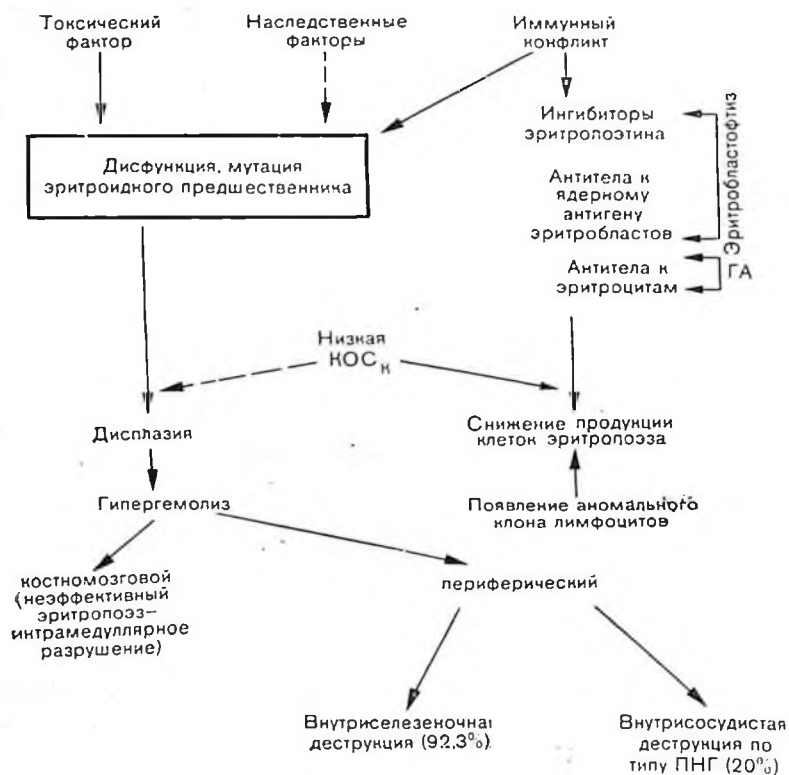 Токсический
фактор
Наследственные
факторы
Иммунный
конфликт
Дисфункция, мутация
эритроидного предшественника
Ингибиторы
эритропоэтина
Антитела к
ядерному
антигену
эритробластов
Эритробластофтиз
Антитела к
эритроцитам
ГА
Низкая
КОСк
Дисплазия
Снижение продукции
клеток эритропоэза
Гипергемолиз
Появление аномального
клона лимфоцитов
костномозговой
(неэффективный
эритропоэз—
интрамедуллярное
разрушение)
периферический
Внутриселезеночная
деструкция (92,3%)
Внутрисосудистая
деструкция по
типу ПНГ (20%)